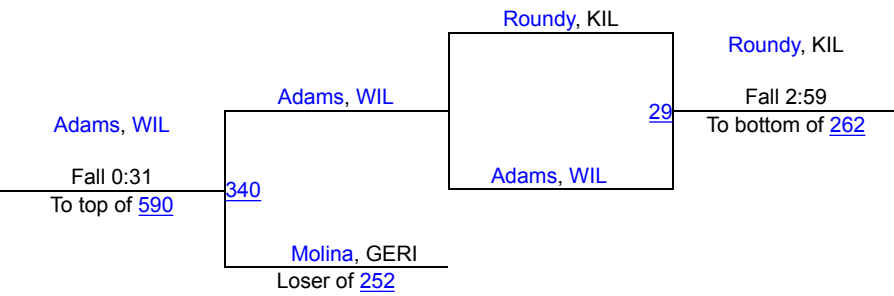 Roundy, KIL
Roundy, KIL
Adams, WIL
Fall 2:59
29
To bottom of 262
Adams, WIL
Fall 0:31
Adams, WIL
340
To top of 590
Molina, GERI
Loser of 252